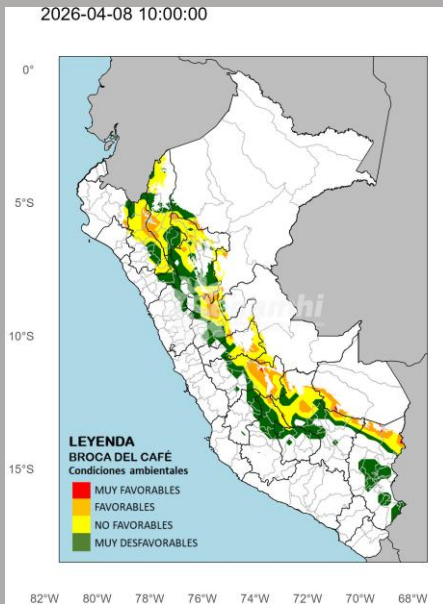 2026-04-08 10:00:00
0°
5°S
10°S
15°S
LEYENDA
BROCA DEL CAFÉ
Condiciones ambientales
MUY FAVORABLES
FAVORABLES
NO FAVORABLES
MUY DESFAVORABLES
82°W 80°W 78°W 76°W 74°W 72°W 70°W 68°W